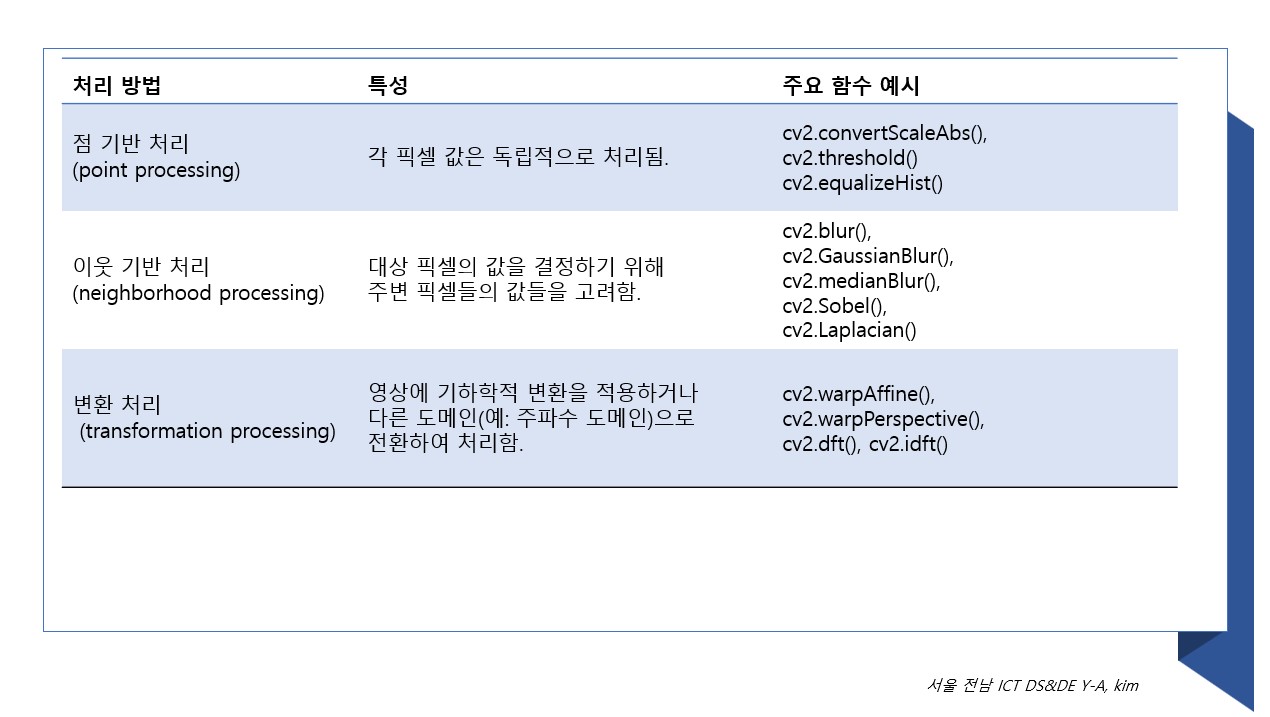 처리 방법 특성 주요 함수 예시
점 기반 처리
(point processing)
각 픽셀 값은 독립적으로 처리됨.
cv2.convertScaleAbs(),
cv2.threshold()
cv2.equalizeHist()
이웃 기반 처리
(neighborhood processing)
대상 픽셀의 값을 결정하기 위해
주변 픽셀들의 값들을 고려함.
cv2.blur(),
cv2.GaussianBlur(),
cv2.medianBlur(),
cv2.Sobel(),
cv2.Laplacian()
변환 처리
(transformation processing)
영상에 기하학적 변환을 적용하거나
다른 도메인(예: 주파수 도메인)으로
전환하여 처리함.
cv2.warpAffine(),
cv2.warpPerspective(),
cv2.dft(), cv2.idft()
서울 전남 ICT DS&DE Y-A, kim